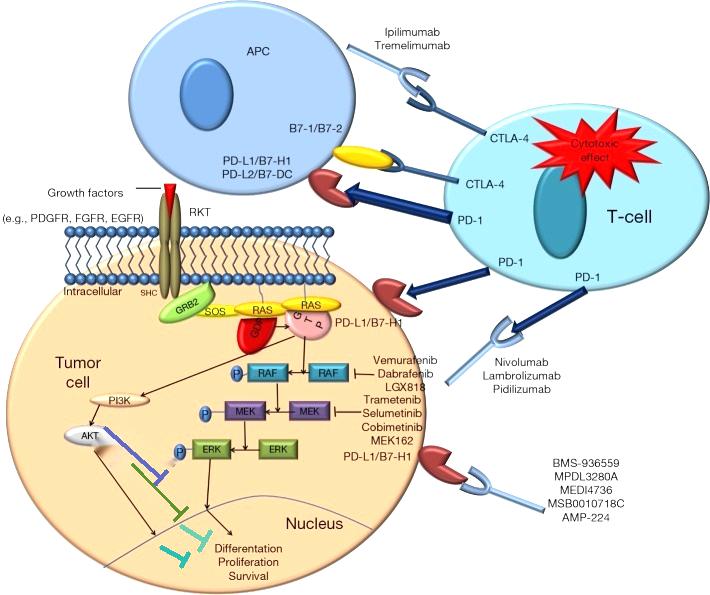 Ipilimumab
Tremelimumab
APC
B7-1/B7-2
CTLA-4
Cytotoxic
effect
PD-L1/B7-H1
PD-L2/B7-DC
CTLA-4
Growth factors
RKT
PD-1
T-cell
(e.g., PDGFR, FGFR, EGFR)
PD-1
PD-1
Intracellular
SHC
GRB2
SOS
RAS
RAS
GDP
GTP
PD-L1/B7-H1
Tumor
cell
P
RAF
RAF
Vemurafenib
Dabrafenib
LGX818
Nivolumab
Lambrolizumab
Pidilizumab
PI3K
P
MEK
MEK
Trametenib
Selumetinib
Cobimetinib
MEK162
AKT
P
ERK
ERK
PD-L1/B7-H1
BMS-936559
MPDL3280A
MEDI4736
MSB0010718C
AMP-224
Nucleus
Differentation
Proliferation
Survival